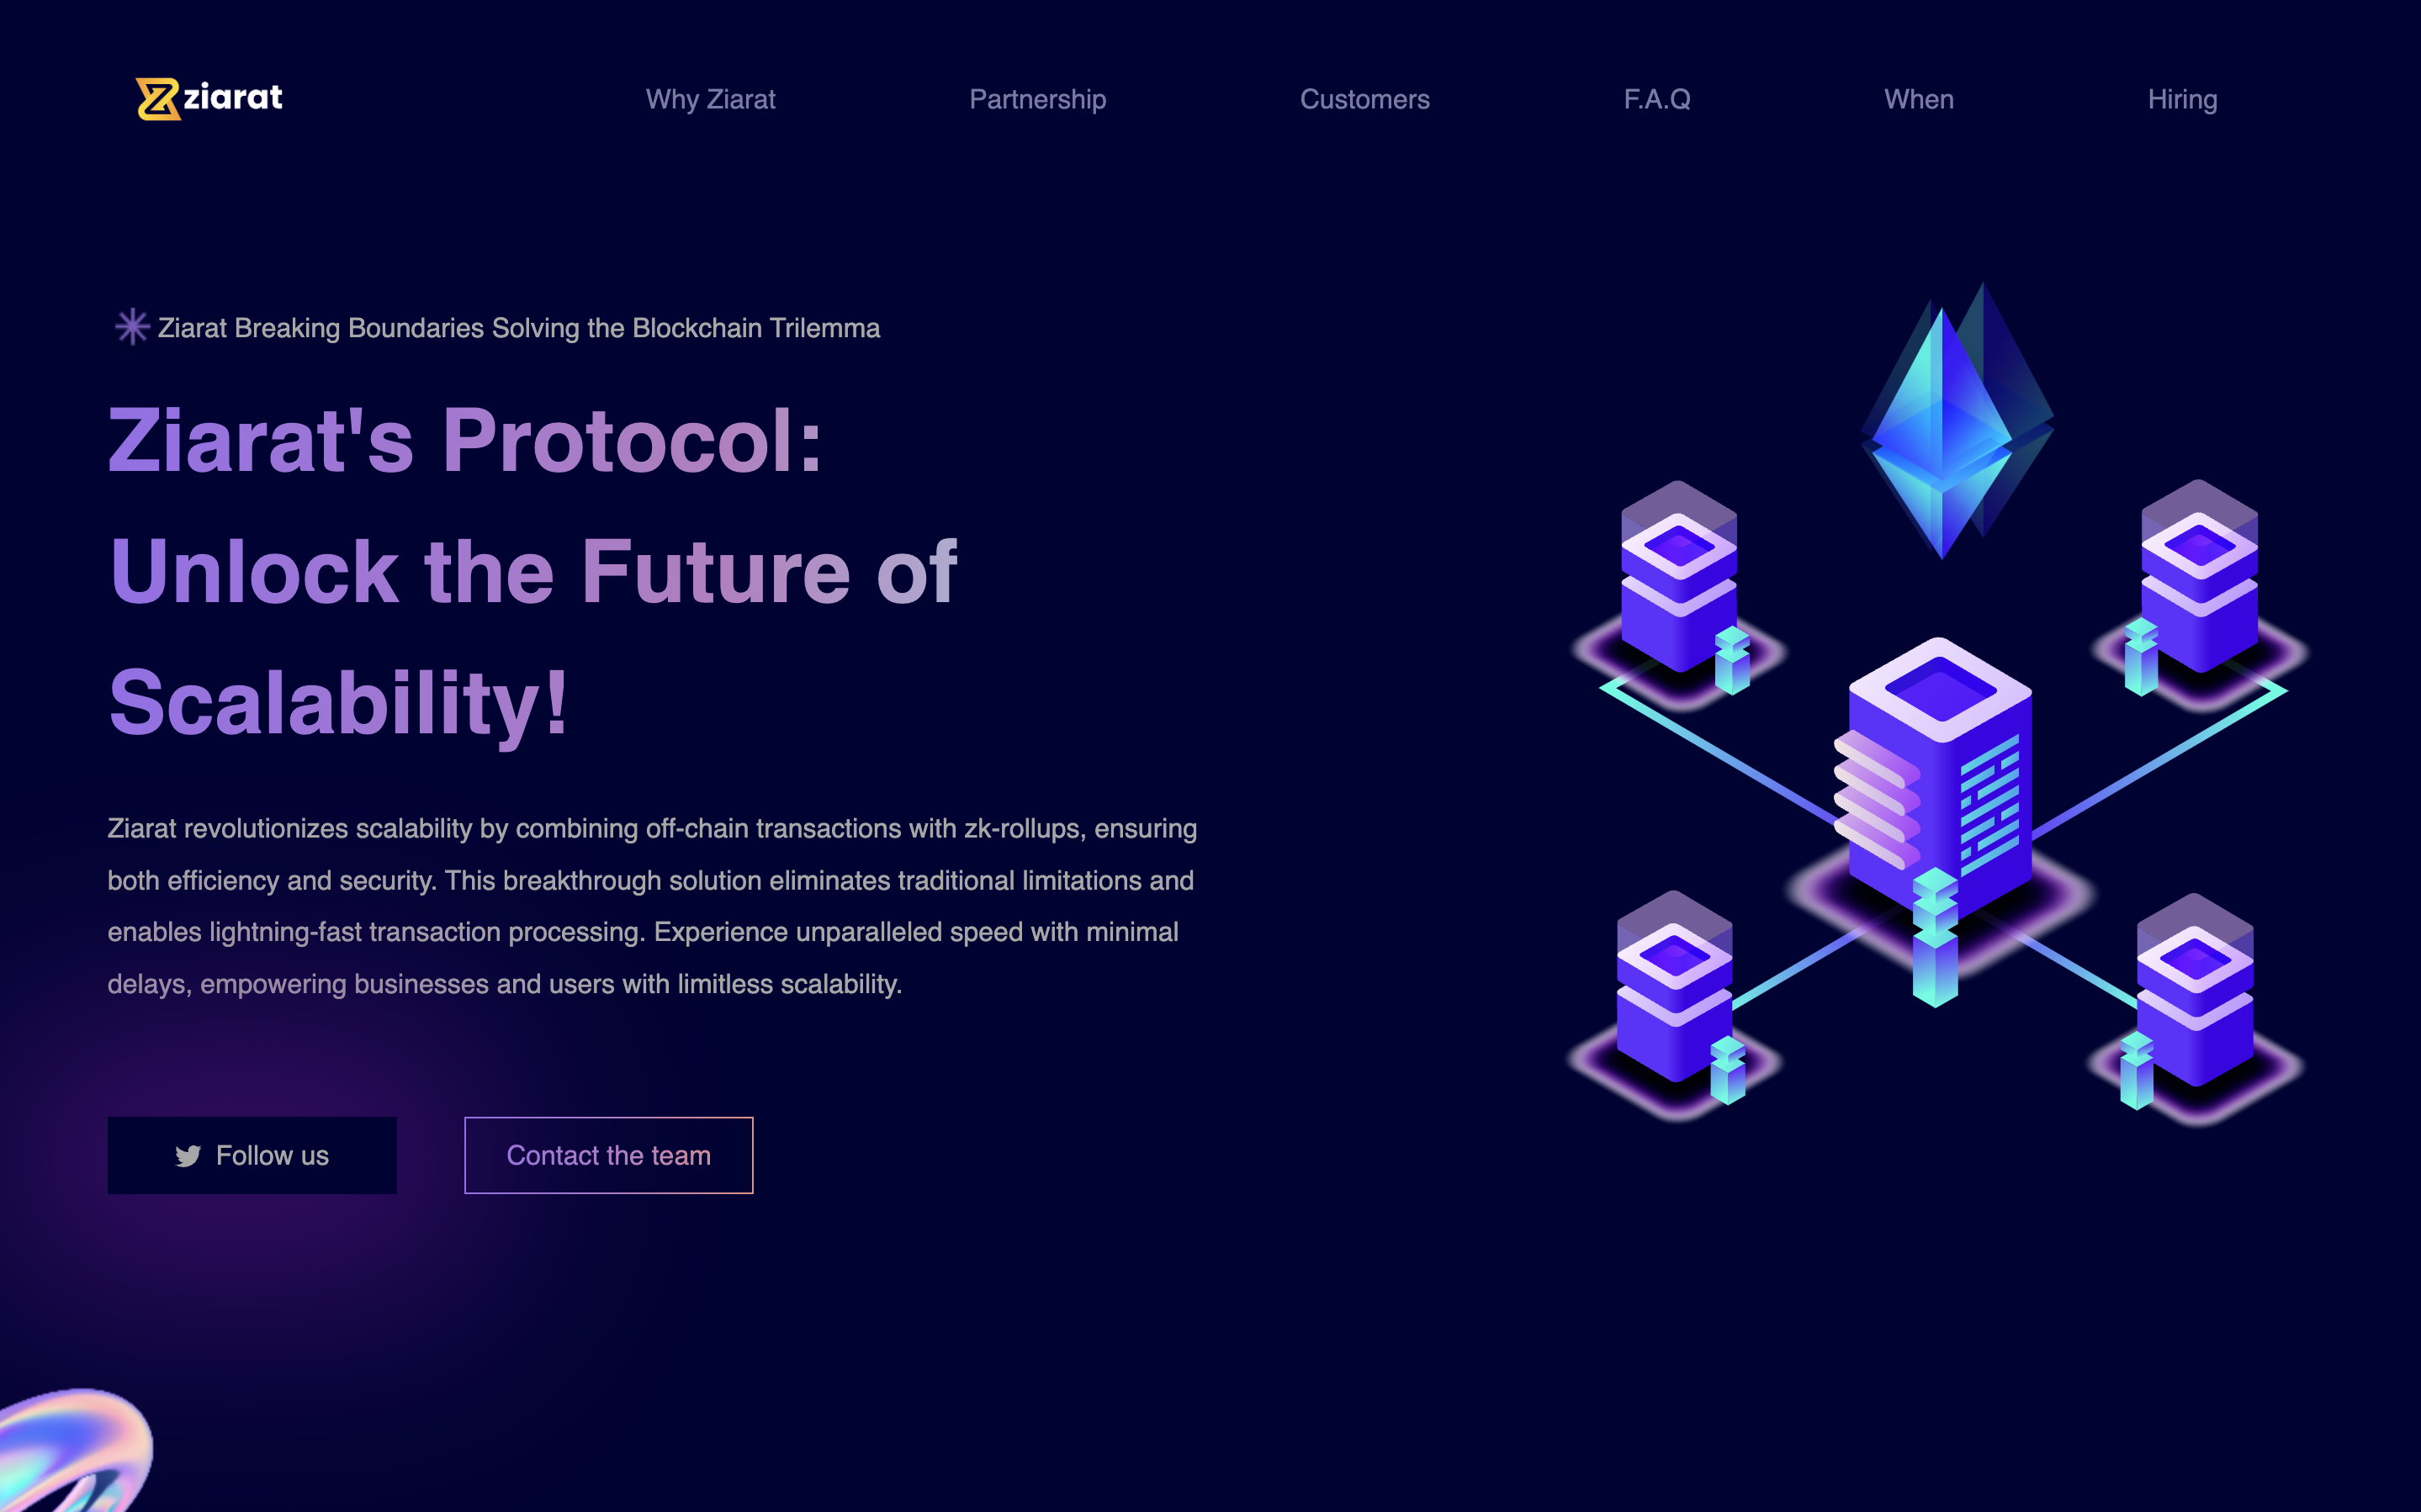 ziarat
Why Ziarat
Partnership
Customers
F.A.Q
When
Hiring
Ziarat Breaking Boundaries Solving the Blockchain Trilemma
Ziarat's Protocol:
Unlock the Future of
Scalability!
Ziarat revolutionizes scalability by combining off-chain transactions with zk-rollups, ensuring
both efficiency and security. This breakthrough solution eliminates traditional limitations and
enables lightning-fast transaction processing. Experience unparalleled speed with minimal
delays, empowering businesses and users with limitless scalability.
Follow us
Contact the team